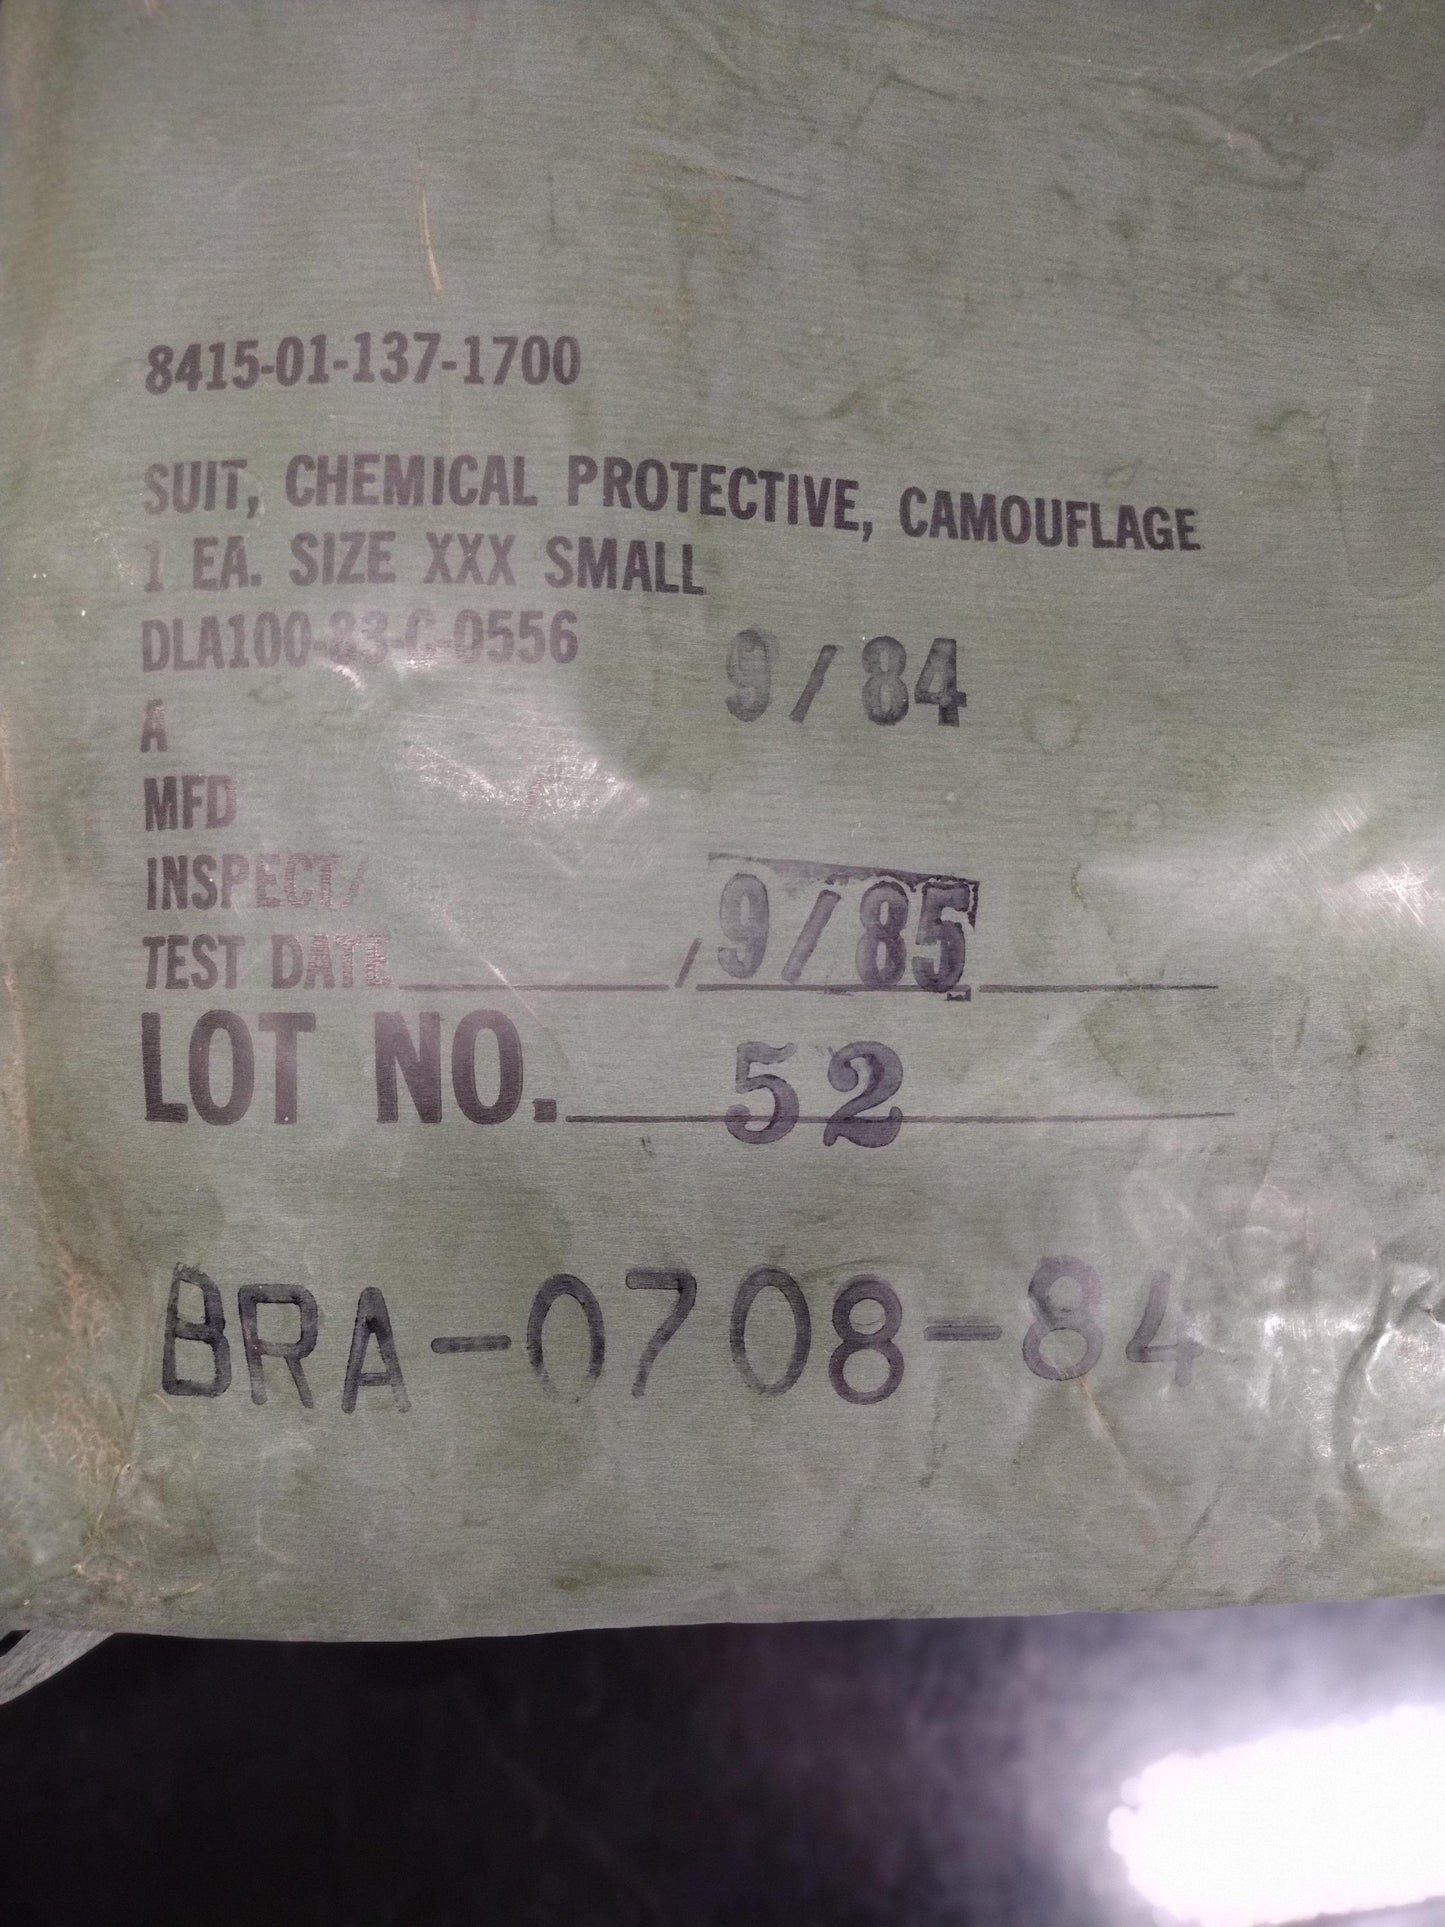 8415-01-137-1700
SUIT, CHEMICAL PROTECTIVE, CAMOUFLAGE
1 EA. SIZE XXX SMALL
DLA100-83-C-0556
9/84
A
MFD
INSPECT/
TEST DATE / 9/85
LOT NO. 52
BRA-0708-84